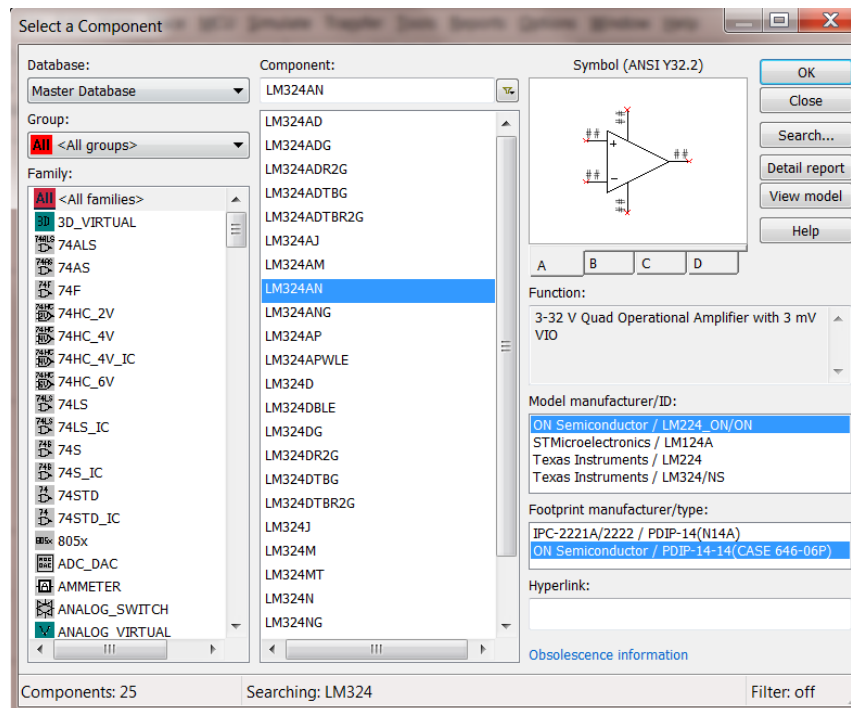 Select a Component
Database:
Master Database
Group:
All <All groups>
Family:
All <All families>
3D 3D_VIRTUAL
74ALS
74AS
74F
74HC_2V
74HC_4V
74HC_4V_IC
74HC_6V
74LS
74LS_IC
74S
74S_IC
74STD
74STD_IC
805x
ADC_DAC
AMMETER
ANALOG_SWITCH
ANALOG_VIRTUAL
Component:
LM324AN
LM324AD
LM324ADG
LM324ADR2G
LM324ADTBG
LM324ADTBR2G
LM324AJ
LM324AM
LM324AN
LM324ANG
LM324AP
LM324APWLE
LM324D
LM324DBLE
LM324DG
LM324DR2G
LM324DTBG
LM324DTBR2G
LM324J
LM324M
LM324MT
LM324N
LM324NG
Symbol (ANSI Y32.2)
##
##
+
##
##
−
##
A B C D
Function:
3-32 V Quad Operational Amplifier with 3 mV
VIO
Model manufacturer/ID:
ON Semiconductor / LM224_ON/ON
STMicroelectronics / LM124A
Texas Instruments / LM224
Texas Instruments / LM324/NS
Footprint manufacturer/type:
IPC-2221A/2222 / PDIP-14(N14A)
ON Semiconductor / PDIP-14-14(CASE 646-06P)
Hyperlink:
Obsolescence information
OK
Close
Search...
Detail report
View model
Help
Components: 25
Searching: LM324
Filter: off